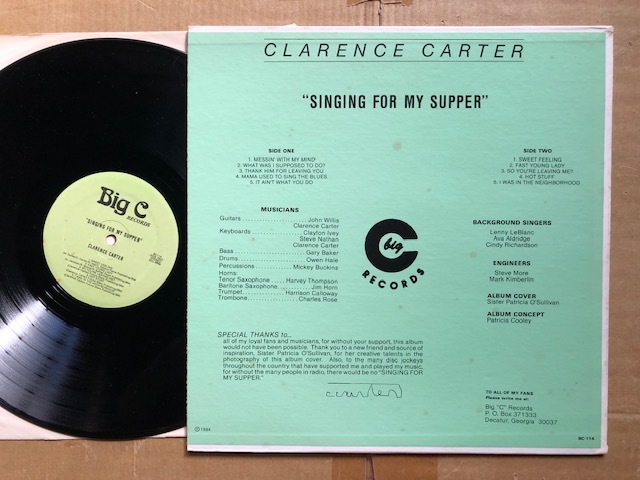 CLARENCE CARTER
"SINGING FOR MY SUPPER"
SIDE ONE
1. MESSIN' WITH MY MIND
2. WHAT WAS I SUPPOSED TO DO?
3. THANK HIM FOR LEAVING YOU
4. MAMA USED TO SING THE BLUES
5. IT AIN'T WHAT YOU DO
SIDE TWO
1. SWEET FEELING
2. FAST YOUNG LADY
3. SO YOU'RE LEAVING ME?
4. HOT STUFF
5. I WAS IN THE NEIGHBORHOOD
MUSICIANS
Guitars John Willis
Clarence Carter
Keyboards Clayton Ivey
Steve Nathan
Clarence Carter
Bass Gary Baker
Drums Owen Hale
Percussions Mickey Buckins
Horns:
Tenor Saxophone Harvey Thompson
Baritone Saxophone Jim Horn
Trumpet Harrison Calloway
Trombone Charles Rose
C big
RECORDS
BACKGROUND SINGERS
Lenny LeBlanc
Ava Aldridge
Cindy Richardson
ENGINEERS
Steve More
Mark Kimberlin
ALBUM COVER
Sister Patricia O'Sullivan
ALBUM CONCEPT
Patricia Cooley
SPECIAL THANKS to...
all of my loyal fans and musicians, for without your support, this album
would not have been possible. Thank you to a new friend and source of
inspiration, Sister Patricia O'Sullivan, for her creative talents in the
photography of this album cover. Also, to the many disc jockeys
throughout the country that have supported me and played my music,
for without the many people in radio, there would be no "SINGING FOR
MY SUPPER."
© 1984
TO ALL OF MY FANS
Please write me at:
Big "C" Records
P. O. Box 371333
Decatur, Georgia 30037
BC-114
Big C
RECORDS
"SINGING FOR MY SUPPER"
CLARENCE CARTER